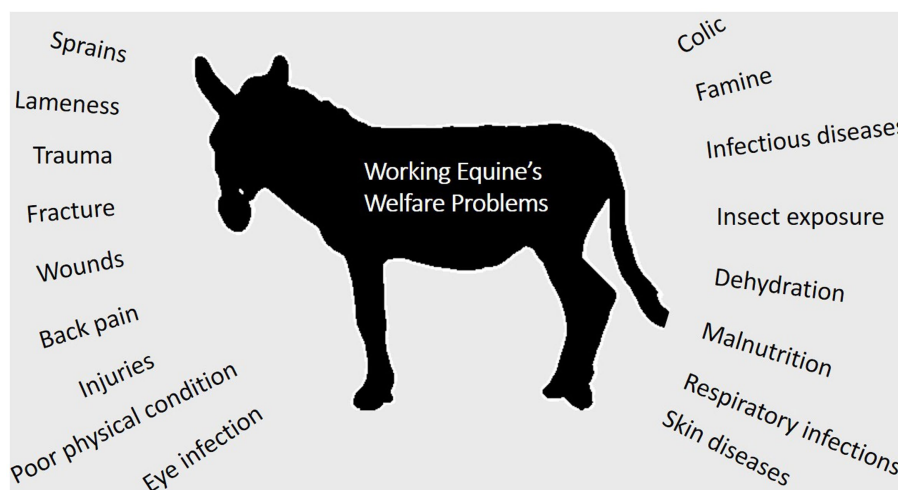 Sprains
Lameness
Trauma
Fracture
Wounds
Back pain
Injuries
Poor physical condition
Eye infection
Working Equine's
Welfare Problems
Colic
Famine
Infectious diseases
Insect exposure
Dehydration
Malnutrition
Respiratory infections
Skin diseases